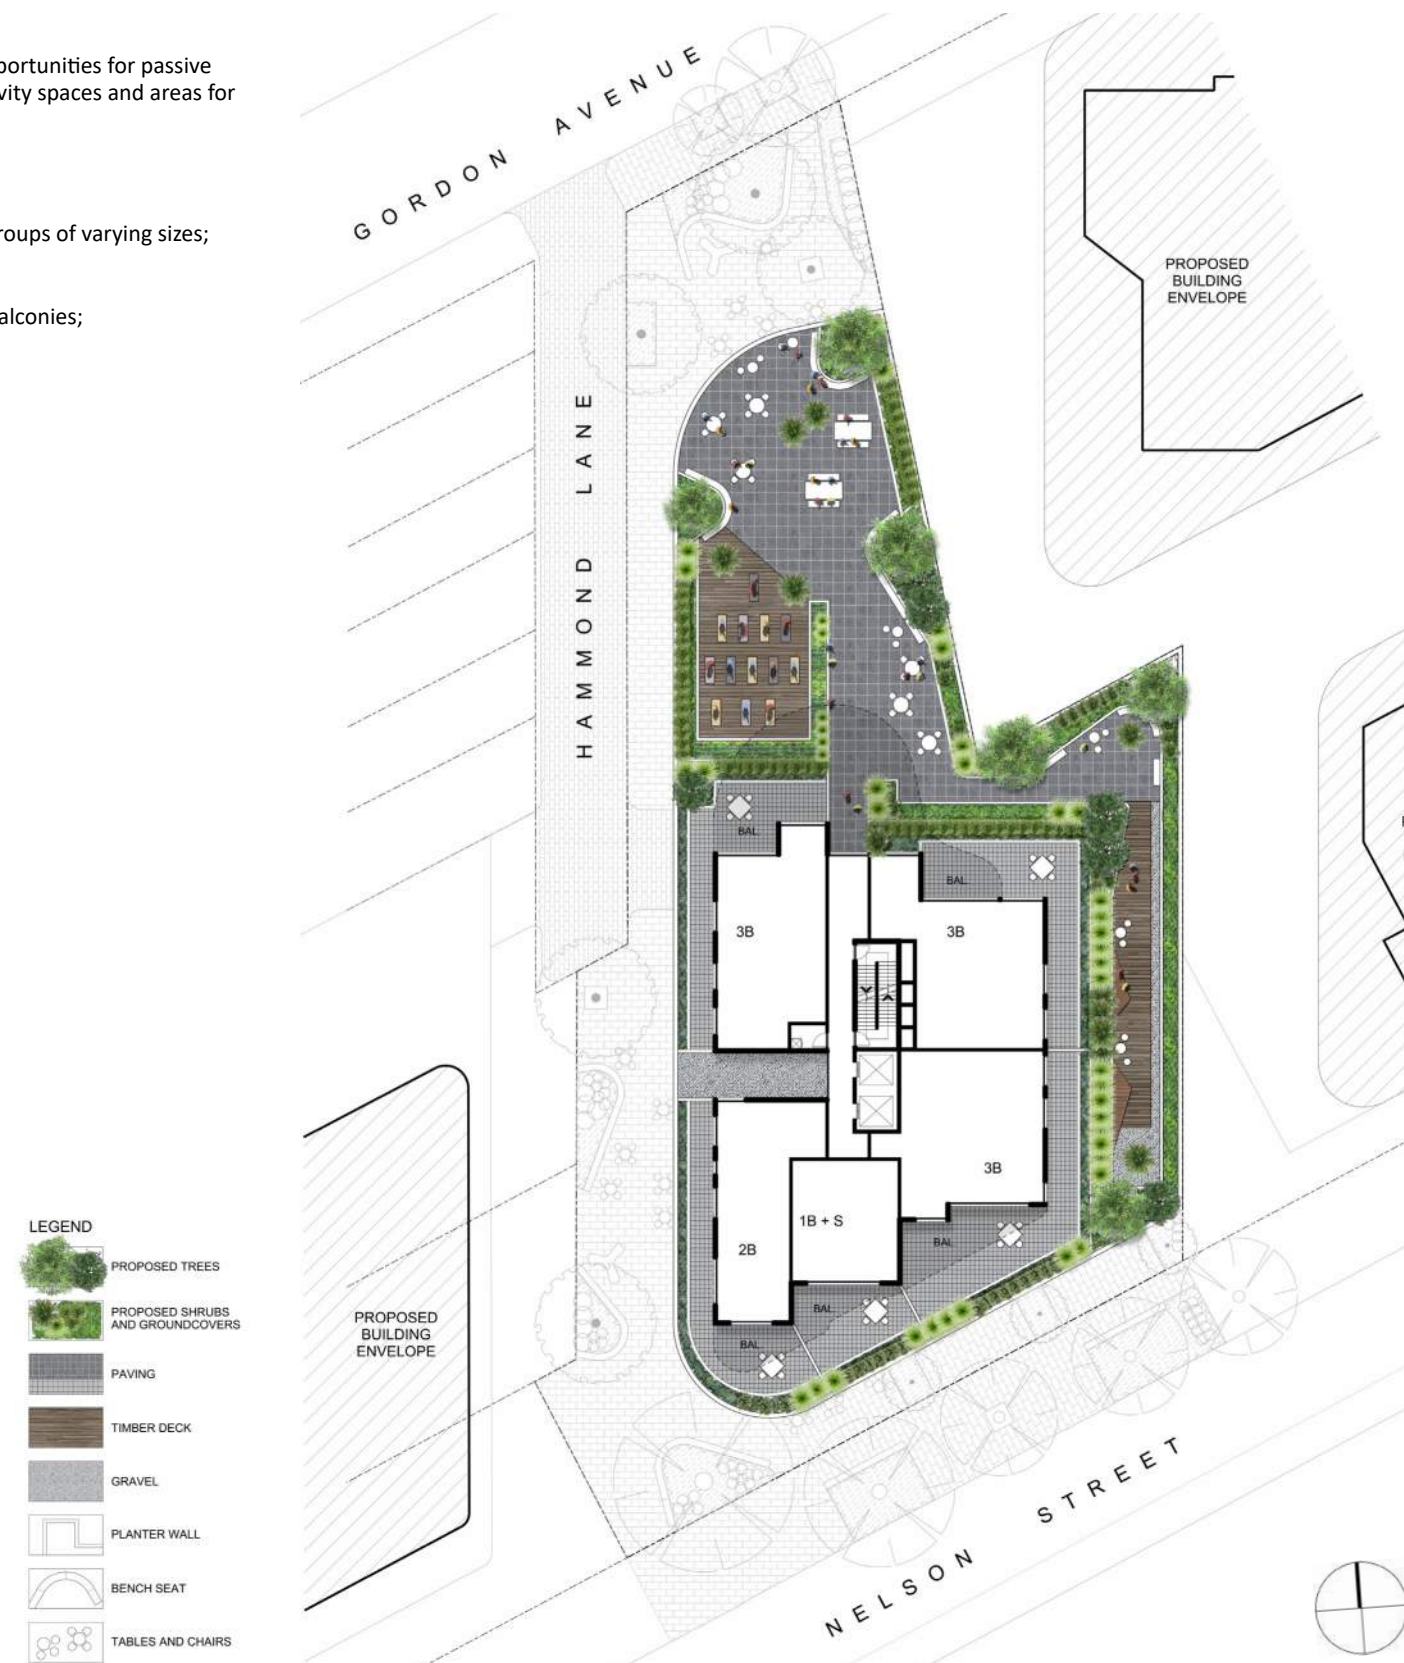 portunities for passive
vity spaces and areas for
roups of varying sizes;
alconies;
GORDON AVENUE
PROPOSED
BUILDING
ENVELOPE
HAMMOND LANE
BAL.
BAL.
3B
3B
3B
1B + S
2B
BAL.
BAL.
BAL.
PROPOSED
BUILDING
ENVELOPE
NELSON STREET
LEGEND
PROPOSED TREES
PROPOSED SHRUBS
AND GROUNDCOVERS
PAVING
TIMBER DECK
GRAVEL
PLANTER WALL
BENCH SEAT
TABLES AND CHAIRS